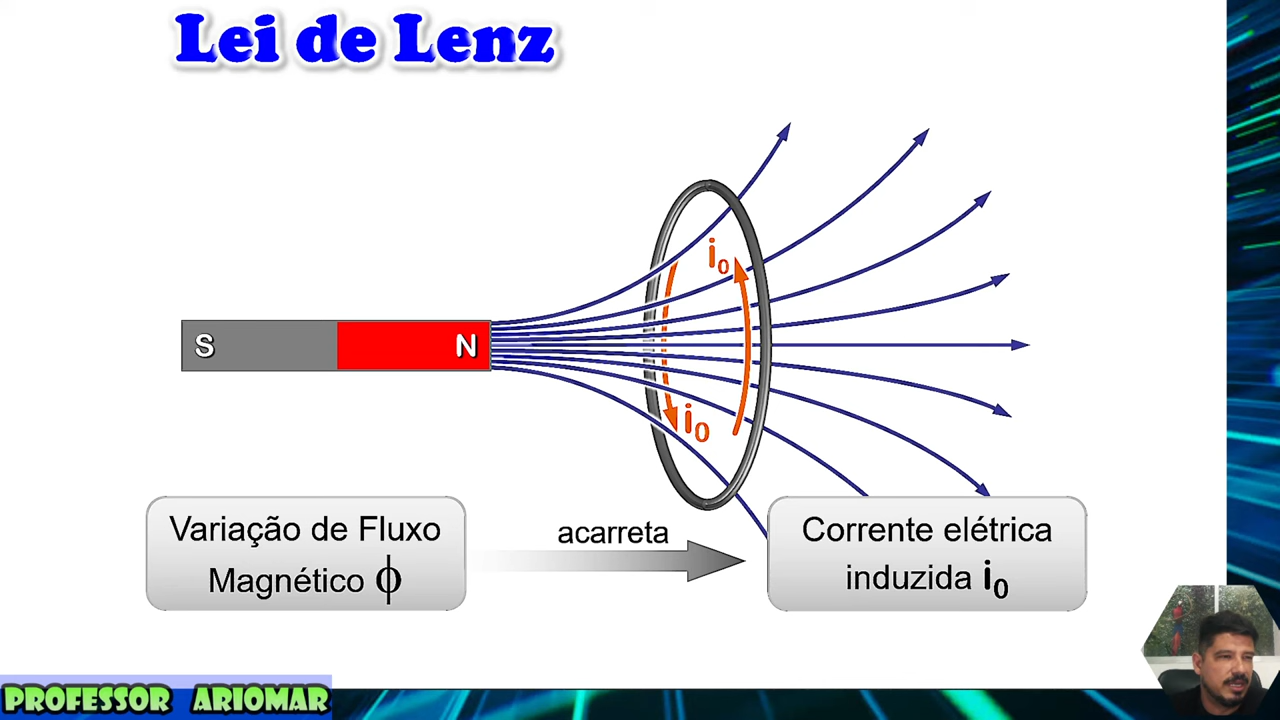 Lei de Lenz
i₀
S
N
i₀
Variação de Fluxo
Magnético ϕ
acarreta
Corrente elétrica
induzida i₀
PROFESSOR ARIOMAR